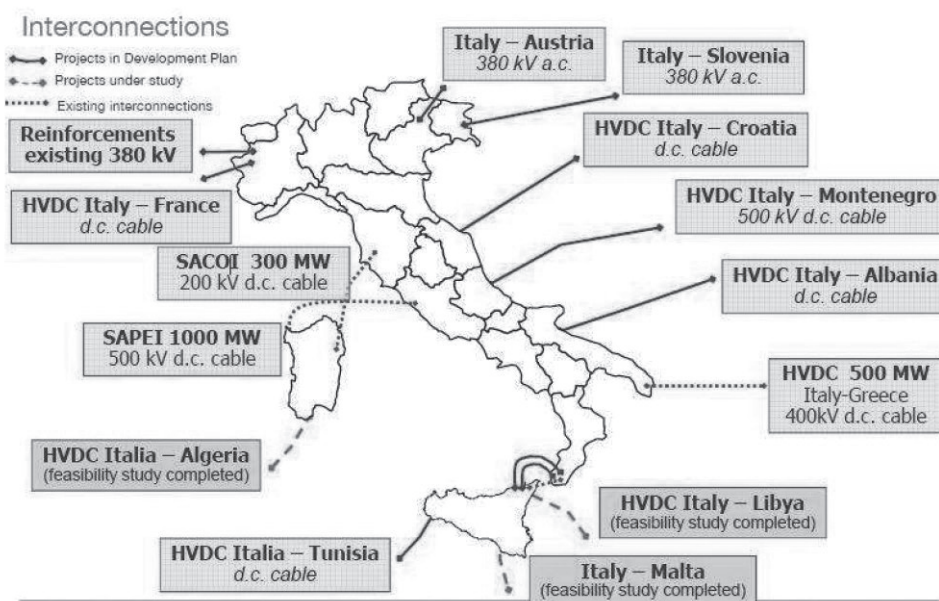 Interconnections
Projects in Development Plan
Projects under study
Existing interconnections
Italy – Austria
380 kV a.c.
Italy – Slovenia
380 kV a.c.
Reinforcements
existing 380 kV
HVDC Italy – Croatia
d.c. cable
HVDC Italy – France
d.c. cable
HVDC Italy – Montenegro
500 kV d.c. cable
SACOI 300 MW
200 kV d.c. cable
HVDC Italy – Albania
d.c. cable
SAPEI 1000 MW
500 kV d.c. cable
HVDC 500 MW
Italy-Greece
400kV d.c. cable
HVDC Italia – Algeria
(feasibility study completed)
HVDC Italy – Libya
(feasibility study completed)
HVDC Italia – Tunisia
d.c. cable
Italy – Malta
(feasibility study completed)